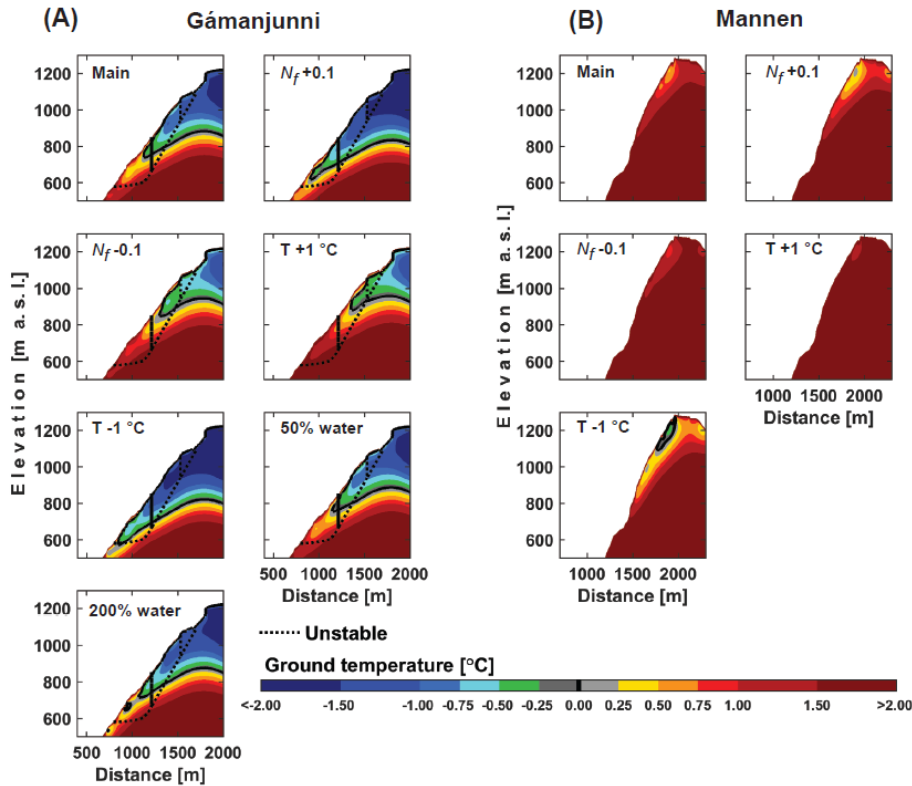 (A) Gámanjunni (B) Mannen
Main
N_f +0.1
Main
N_f +0.1
1200
1000
800
600
1200
1000
800
600
N_f -0.1
T +1 °C
N_f -0.1
T +1 °C
1200
1000
800
600
1200
1000
800
600
Elevation [m a. s. l.]
Elevation [m a. s. l.]
1000 1500 2000
Distance [m]
T -1 °C
50% water
T -1 °C
1200
1000
800
600
1200
1000
800
600
500 1000 1500 2000
Distance [m]
1000 1500 2000
Distance [m]
200% water
1200
1000
800
600
500 1000 1500 2000
Distance [m]
Unstable
Ground temperature [°C]
<-2.00 -1.50 -1.00 -0.75 -0.50 -0.25 0.00 0.25 0.50 0.75 1.00 1.50 >2.00